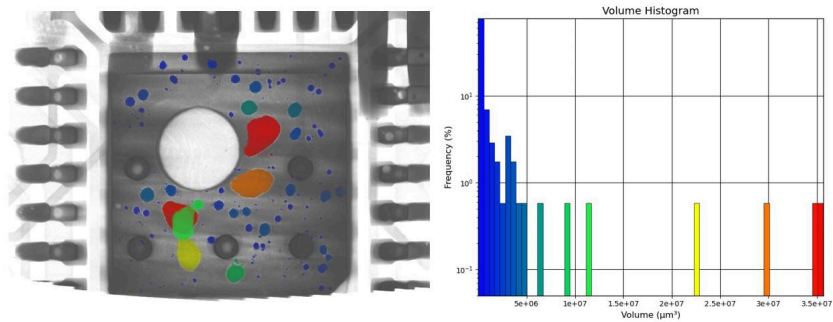 Volume Histogram
Frequency (%)
10¹
10⁰
10⁻¹
5e+06
1e+07
1.5e+07
2e+07
2.5e+07
3e+07
3.5e+07
Volume (μm³)